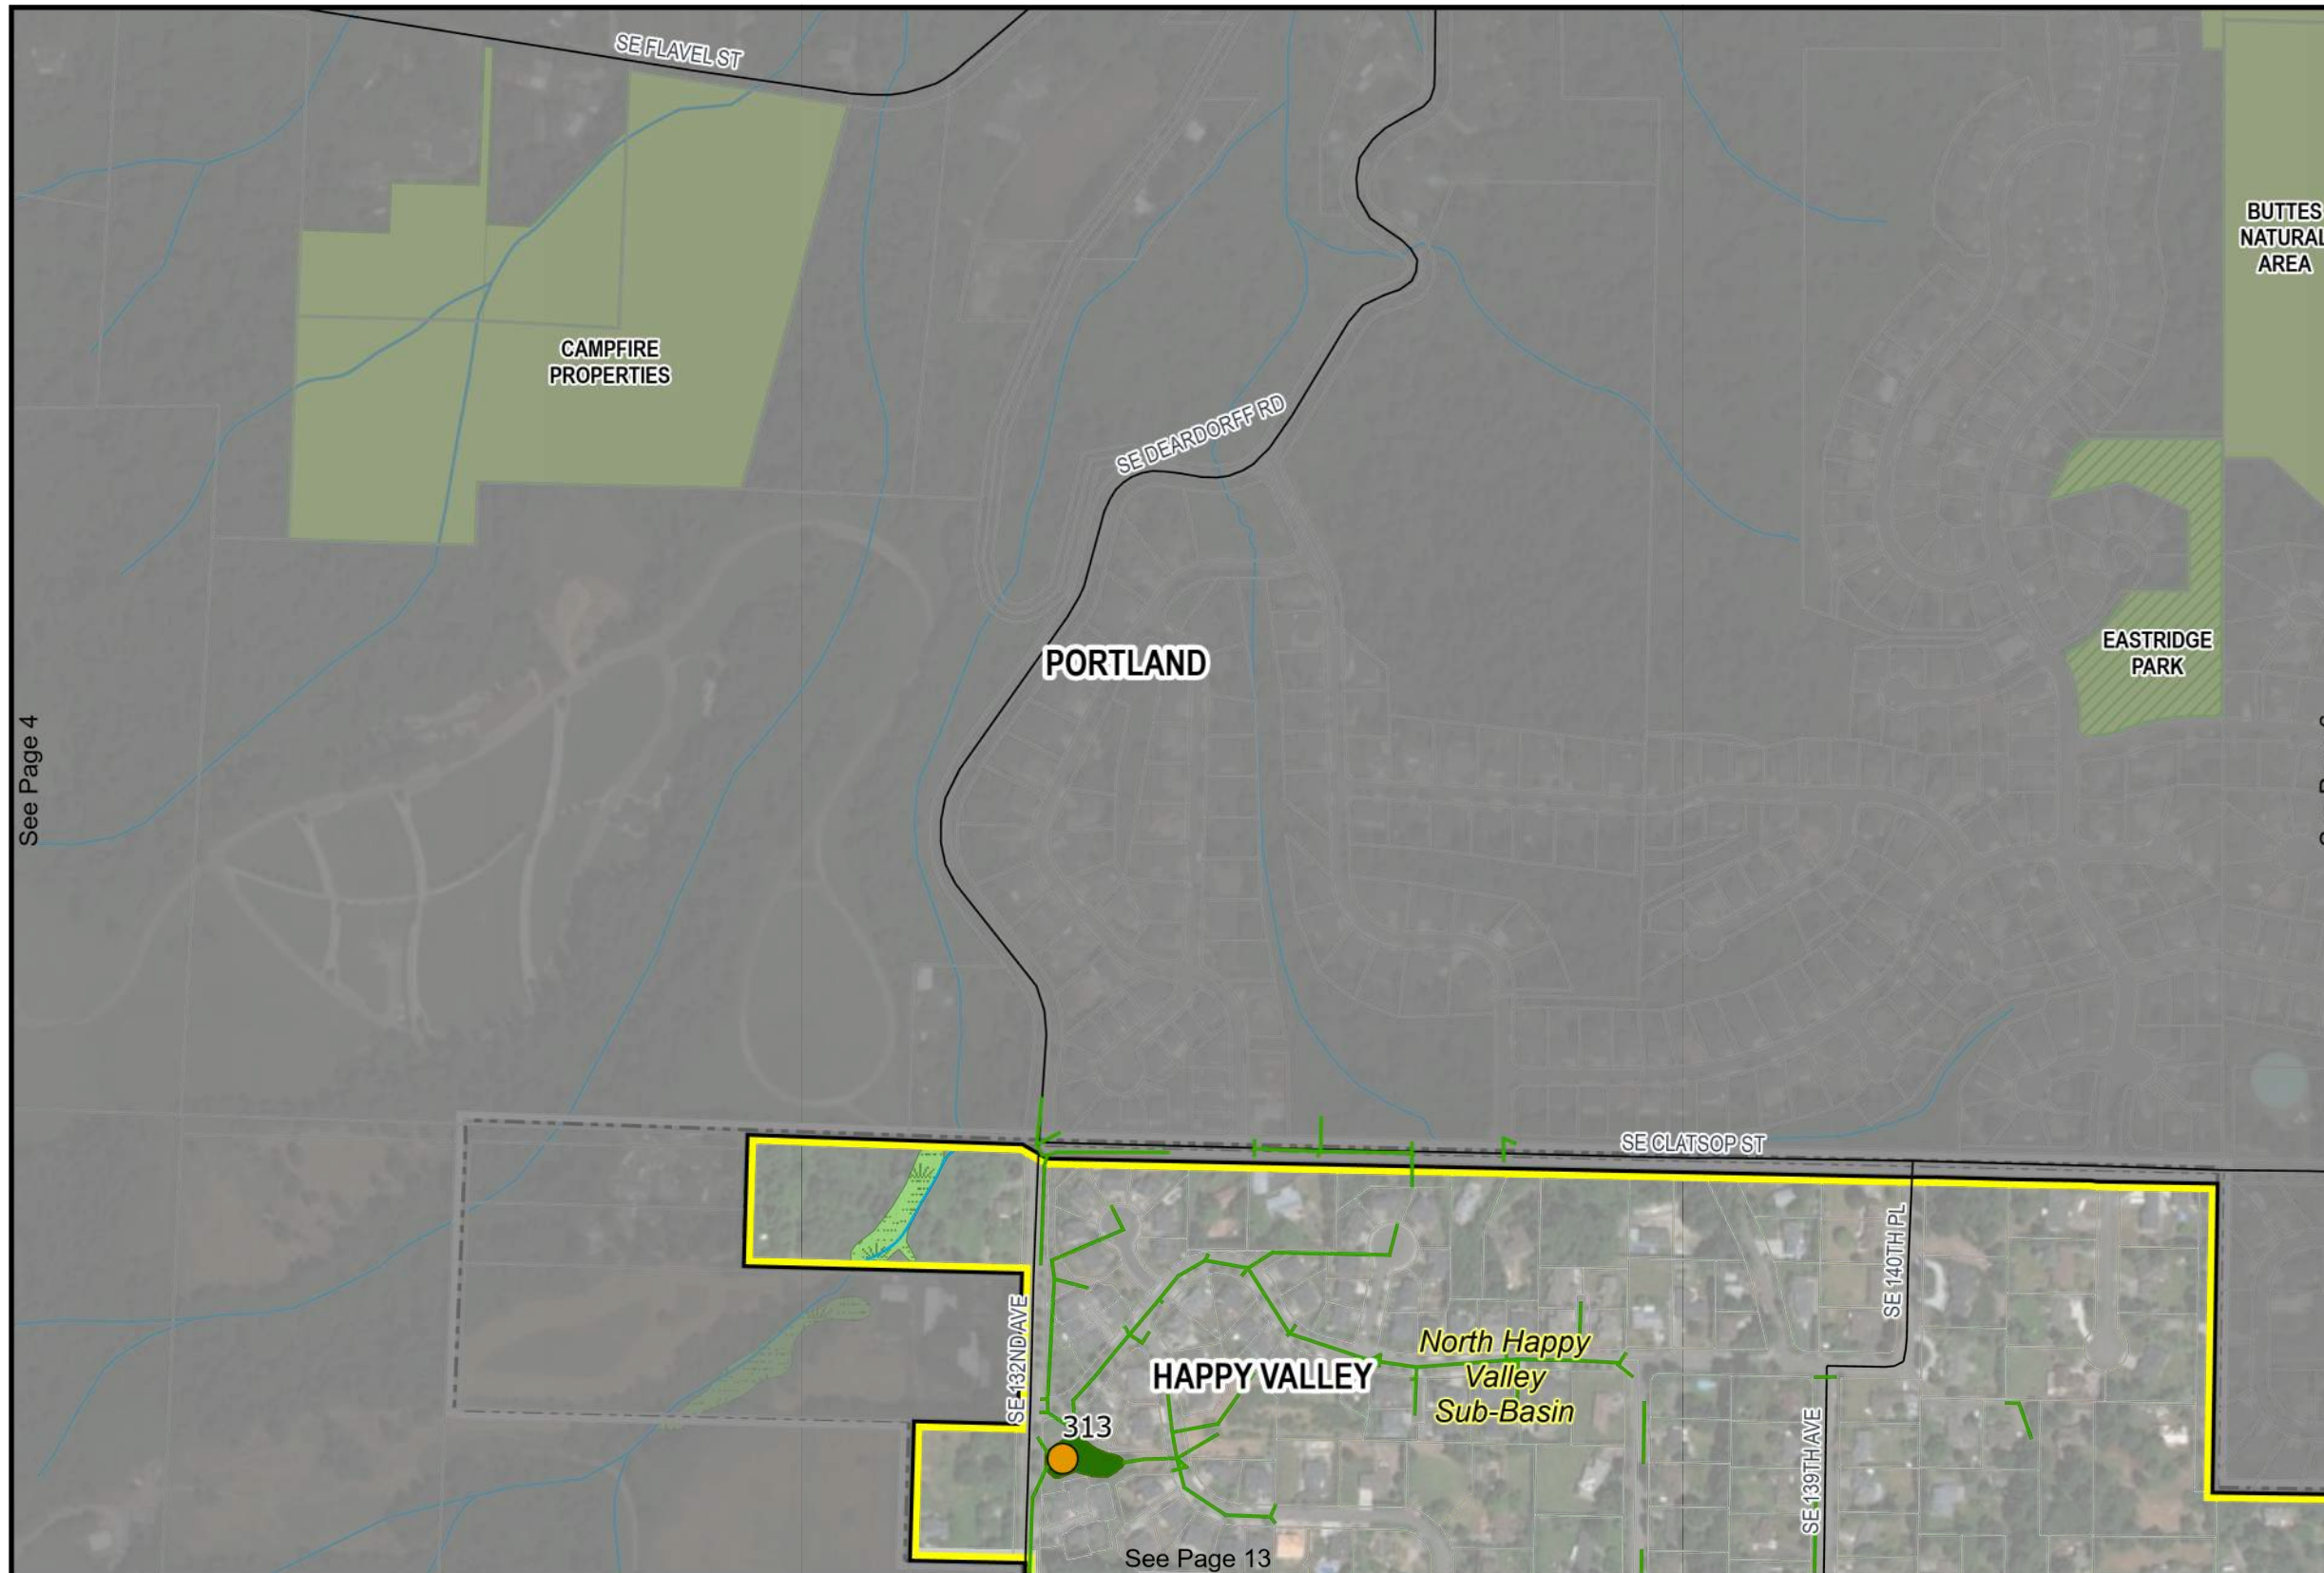 SE FLAVEL ST
BUTTES
NATURAL
AREA
CAMPFIRE
PROPERTIES
SE DEARDORFF RD
EASTRIDGE
PARK
PORTLAND
See Page 4
SE CLATSOP ST
SE 140TH PL
SE 132ND AVE
North Happy
Valley
Sub-Basin
HAPPY VALLEY
313
SE 139TH AVE
See Page 13